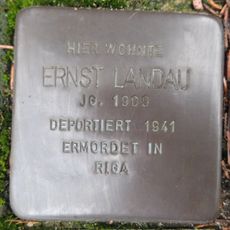 HIER WOHNTE
ERNST LANDAU
JG. 1909
DEPORTIERT 1941
ERMORDET IN
RIGA